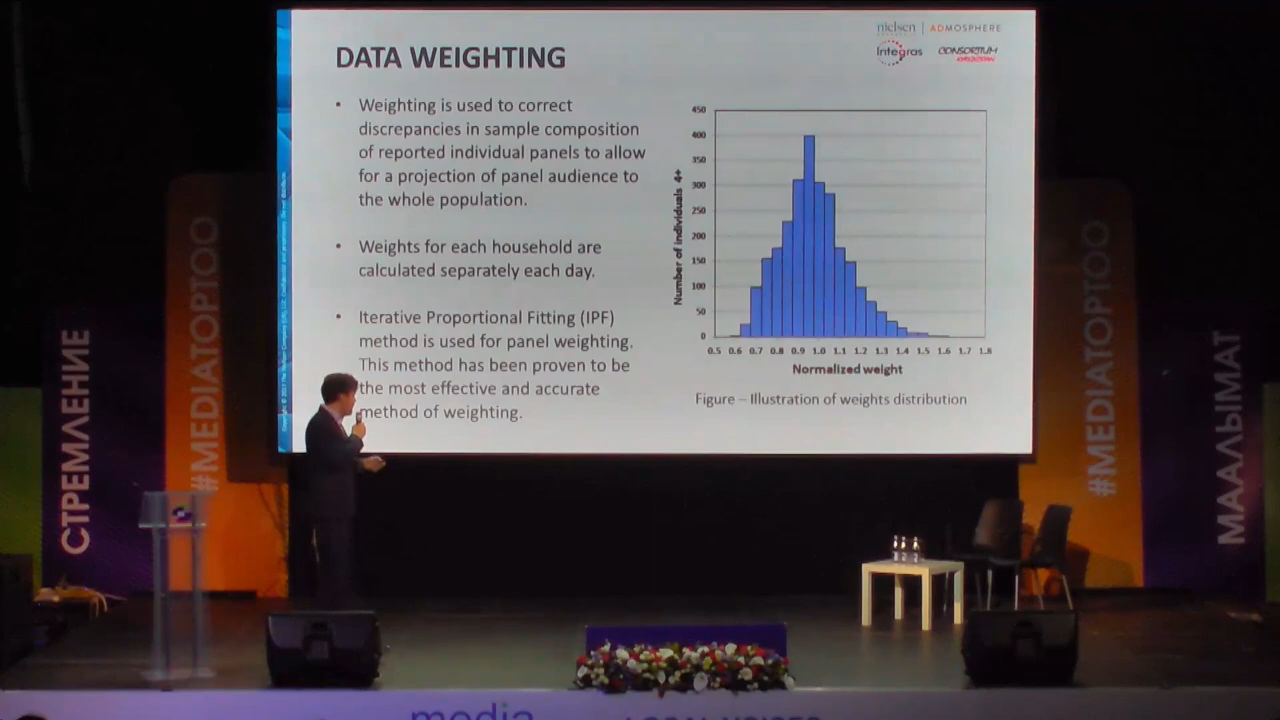 nielsen | ADMOSPHERE
DATA WEIGHTING
Integras
CONSORTIUM
KYRGYZSTAN
• Weighting is used to correct
discrepancies in sample composition
of reported individual panels to allow
for a projection of panel audience to
the whole population.
• Weights for each household are
calculated separately each day.
• Iterative Proportional Fitting (IPF)
method is used for panel weighting.
This method has been proven to be
the most effective and accurate
method of weighting.
Number of individuals 4+
450
400
350
300
250
200
150
100
50
0
0.5 0.6 0.7 0.8 0.9 1.0 1.1 1.2 1.3 1.4 1.5 1.6 1.7 1.8
Normalized weight
Figure – Illustration of weights distribution
СТРЕМЛЕНИЕ
#MEDIATOPTOO
#MEDIATOPTOO
МААЛЫМАТ
media